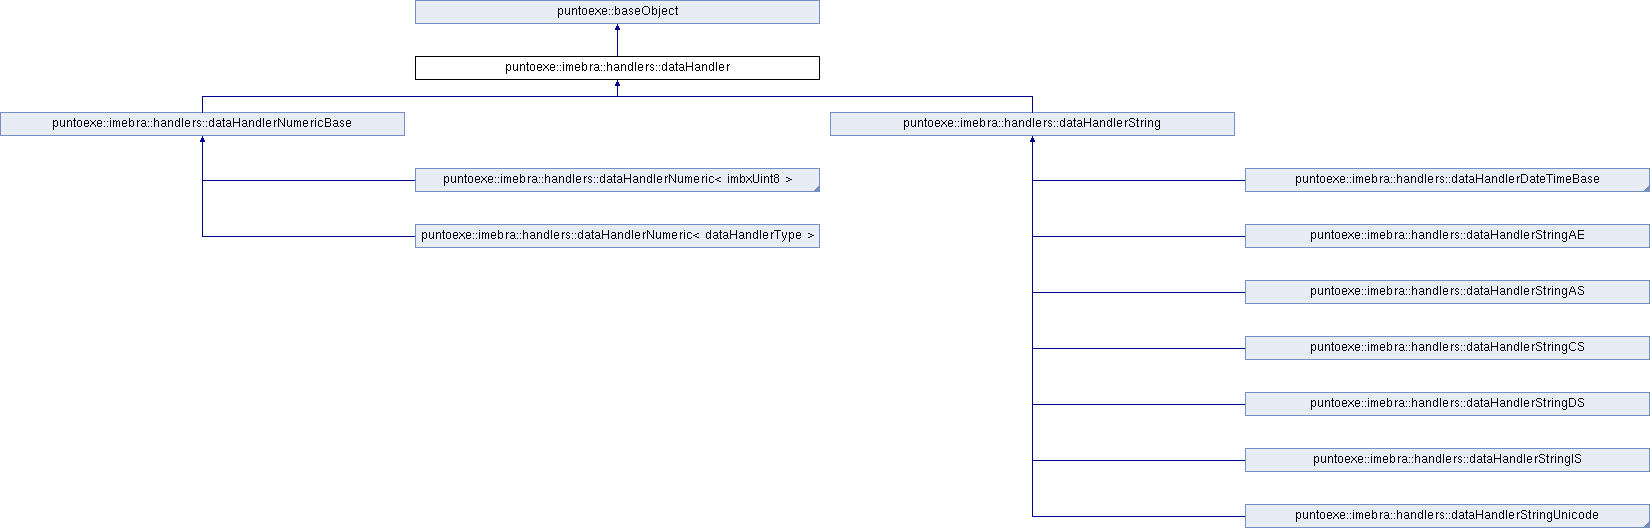 puntoexe::baseObject
puntoexe::imebra::handlers::dataHandler
puntoexe::imebra::handlers::dataHandlerNumericBase
puntoexe::imebra::handlers::dataHandlerString
puntoexe::imebra::handlers::dataHandlerNumeric< imbxUint8 >
puntoexe::imebra::handlers::dataHandlerDateTimeBase
puntoexe::imebra::handlers::dataHandlerNumeric< dataHandlerType >
puntoexe::imebra::handlers::dataHandlerStringAE
puntoexe::imebra::handlers::dataHandlerStringAS
puntoexe::imebra::handlers::dataHandlerStringCS
puntoexe::imebra::handlers::dataHandlerStringDS
puntoexe::imebra::handlers::dataHandlerStringIS
puntoexe::imebra::handlers::dataHandlerStringUnicode